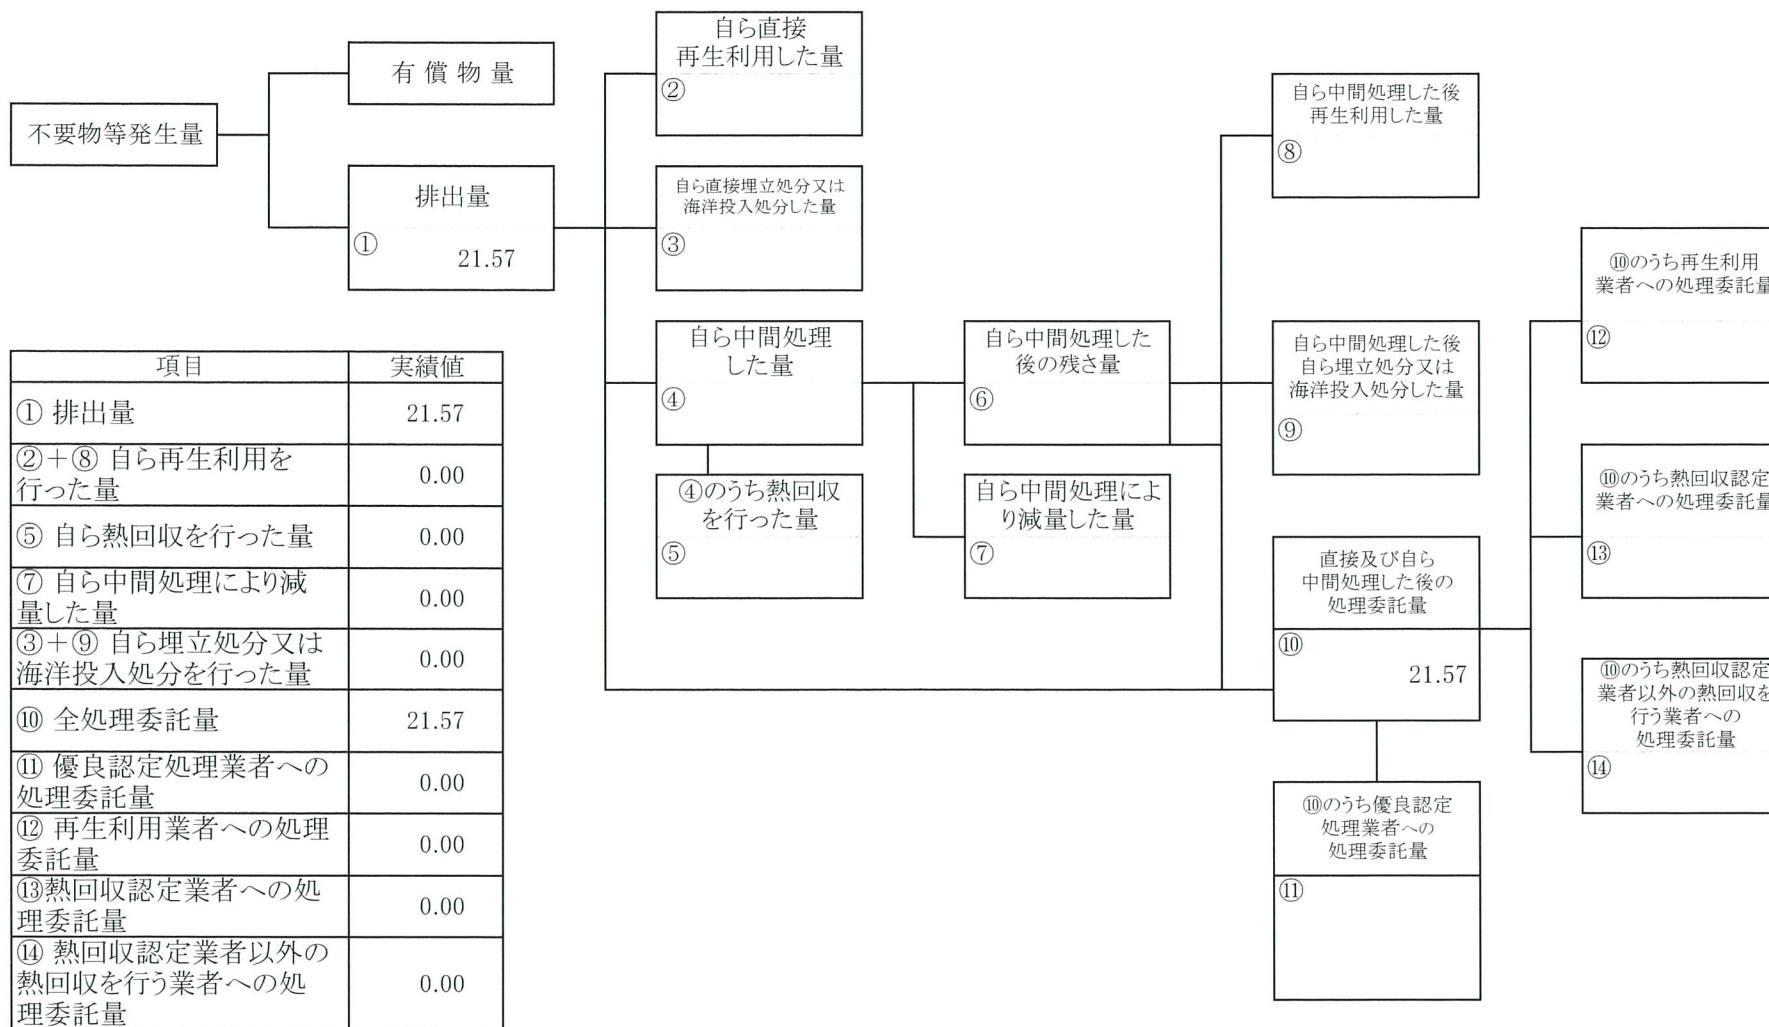 不要物等発生量
有償物量
排出量
①
21.57
自ら直接
再生利用した量
②
自ら直接埋立処分又は
海洋投入処分した量
③
自ら中間処理
した量
④
④のうち熱回収
を行った量
⑤
自ら中間処理した
後の残さ量
⑥
自ら中間処理によ
り減量した量
⑦
自ら中間処理した後
再生利用した量
⑧
自ら中間処理した後
自ら埋立処分又は
海洋投入処分した量
⑨
直接及び自ら
中間処理した後の
処理委託量
⑩
21.57
⑩のうち優良認定
処理業者への
処理委託量
⑪
⑩のうち再生利用
業者への処理委託量
⑫
⑩のうち熱回収認定
業者への処理委託量
⑬
⑩のうち熱回収認定
業者以外の熱回収を
行う業者への
処理委託量
⑭
項目 実績値
① 排出量 21.57
②+⑧ 自ら再生利用を
行った量 0.00
⑤ 自ら熱回収を行った量 0.00
⑦ 自ら中間処理により減
量した量 0.00
③+⑨ 自ら埋立処分又は
海洋投入処分を行った量 0.00
⑩ 全処理委託量 21.57
⑪ 優良認定処理業者への
処理委託量 0.00
⑫ 再生利用業者への処理
委託量 0.00
⑬熱回収認定業者への処
理委託量 0.00
⑭ 熱回収認定業者以外の
熱回収を行う業者への処
理委託量 0.00